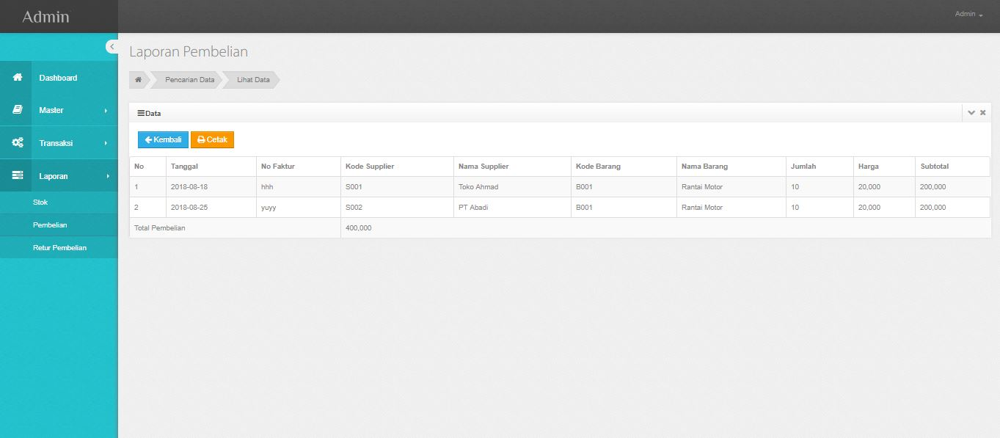 Admin
Admin
Laporan Pembelian
Pencarian Data Lihat Data
Dashboard
Master
Transaksi
Laporan
Stok
Pembelian
Retur Pembelian
Data
Kembali Cetak
No Tanggal No Faktur Kode Supplier Nama Supplier Kode Barang Nama Barang Jumlah Harga Subtotal
1 2018-08-18 hhh S001 Toko Ahmad B001 Rantai Motor 10 20,000 200,000
2 2018-08-25 yuyy S002 PT Abadi B001 Rantai Motor 10 20,000 200,000
Total Pembelian 400,000